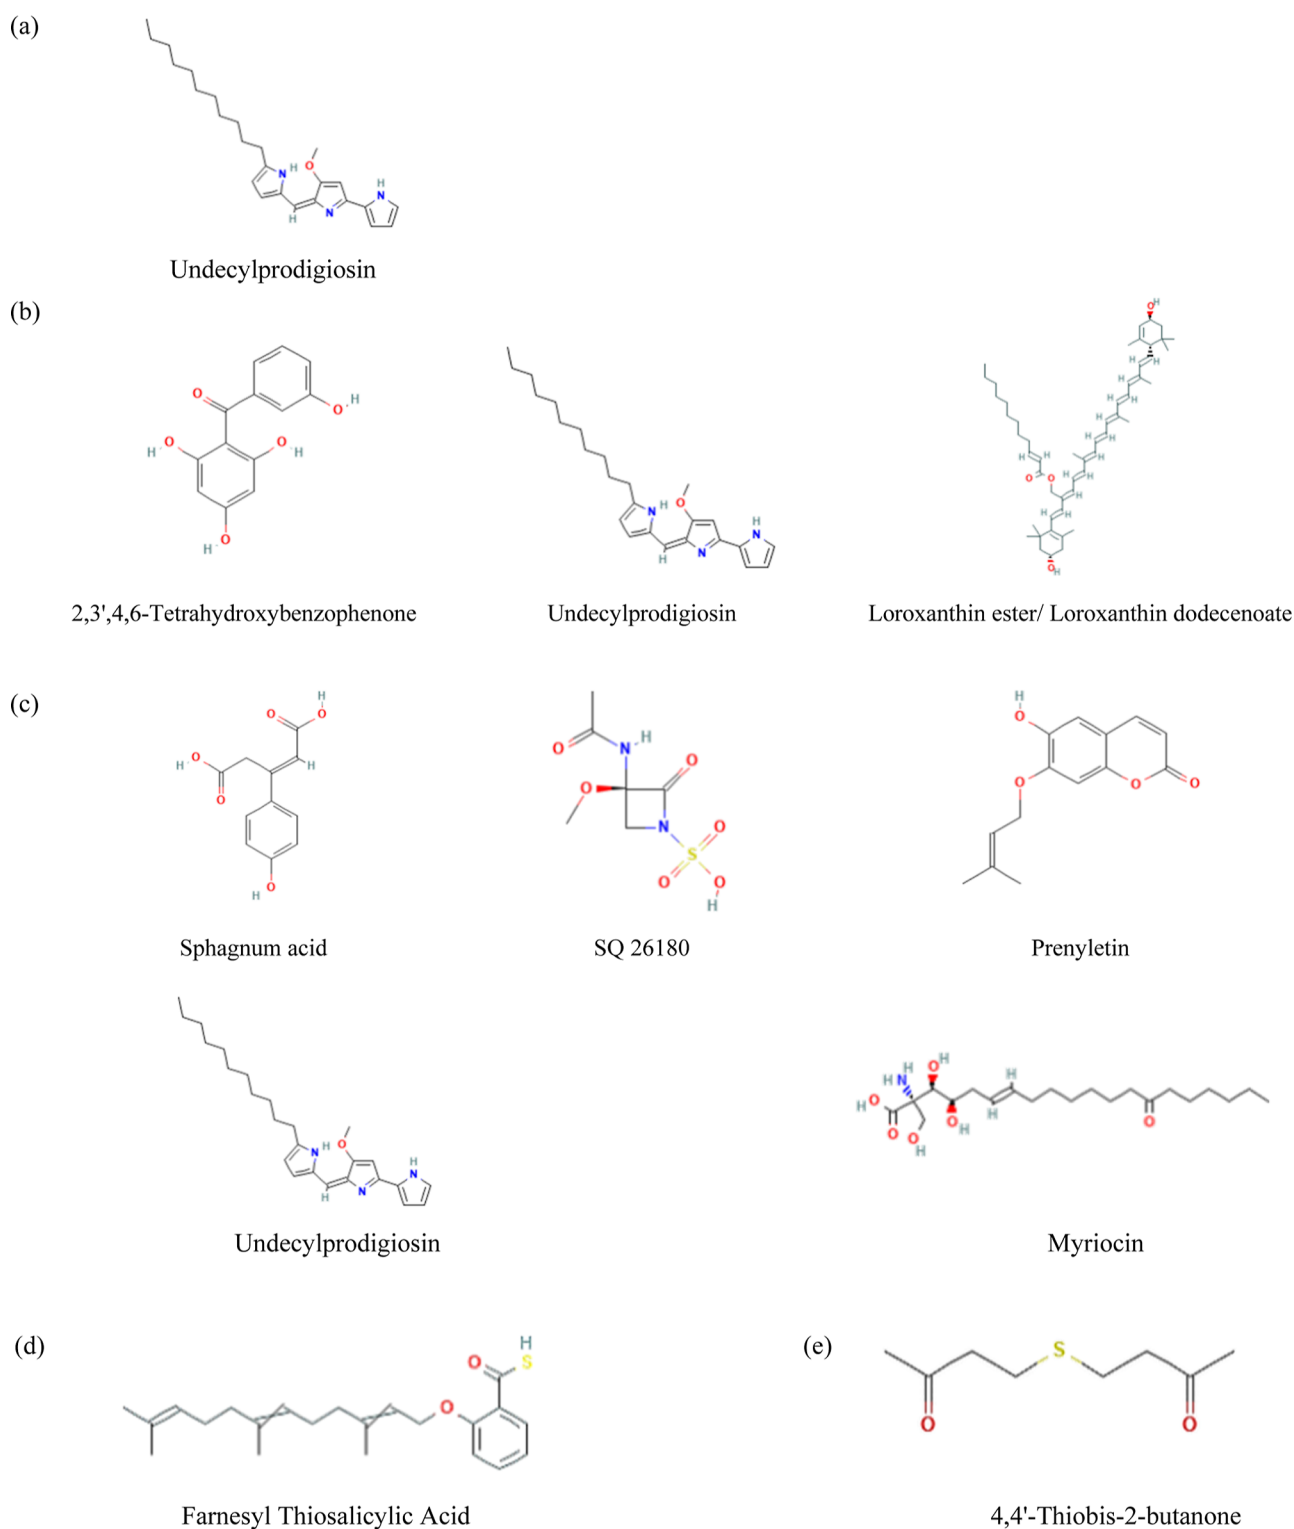 (a)
Undecylprodigiosin
(b)
2,3',4,6-Tetrahydroxybenzophenone
Undecylprodigiosin
Loroxanthin ester/ Loroxanthin dodecenoate
(c)
Sphagnum acid
SQ 26180
Prenyletin
Undecylprodigiosin
Myriocin
(d)
(e)
Farnesyl Thiosalicylic Acid
4,4'-Thiobis-2-butanone